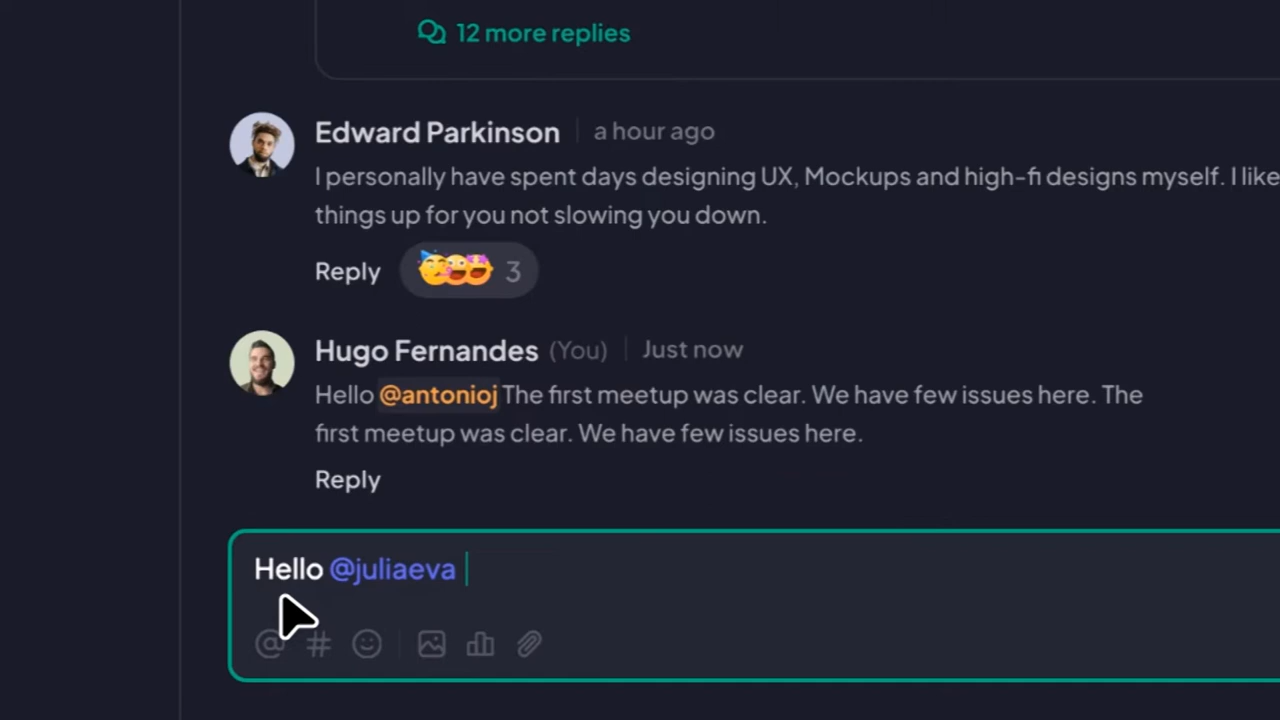 12 more replies
Edward Parkinson a hour ago
I personally have spent days designing UX, Mockups and high-fi designs myself. I like
things up for you not slowing you down.
Reply 3
Hugo Fernandes (You) Just now
Hello @antonioj The first meetup was clear. We have few issues here. The
first meetup was clear. We have few issues here.
Reply
Hello @juliaeva
@ #